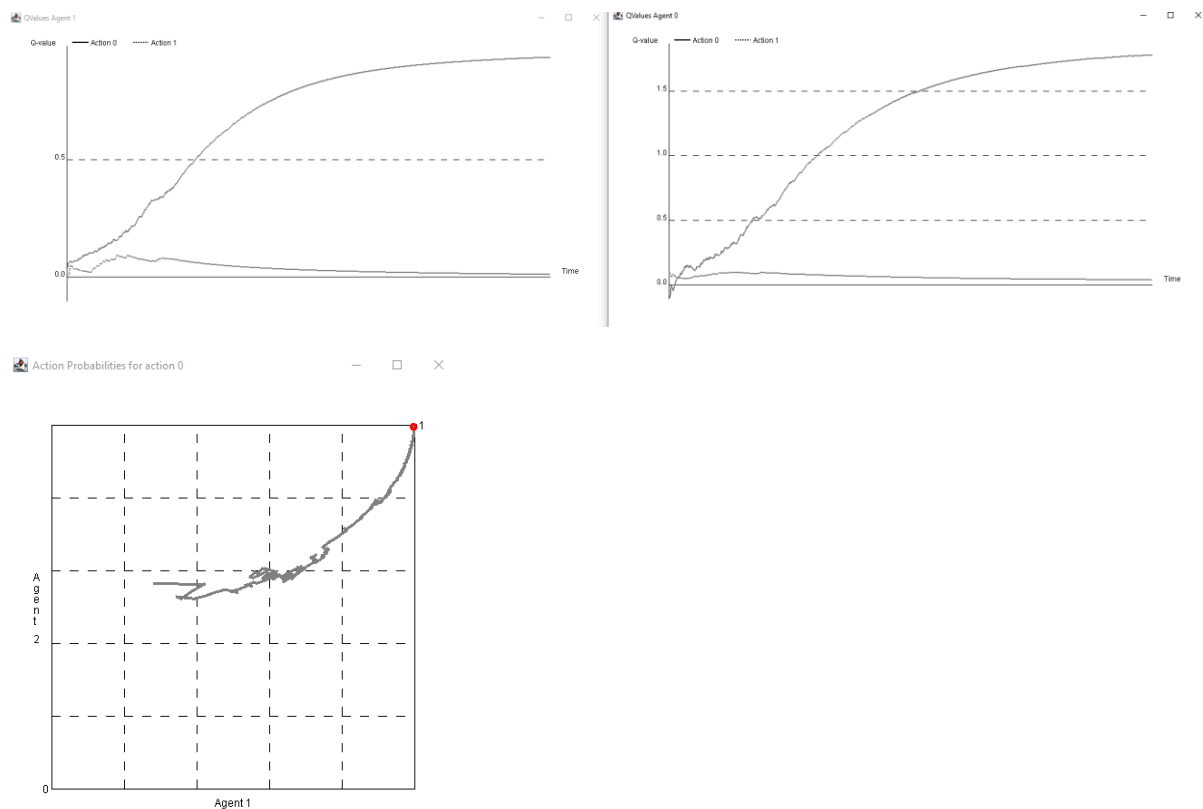 QValues Agent 1
Q-value Action 0 Action 1
0.5
0.0
Time
QValues Agent 0
Q-value Action 0 Action 1
1.5
1.0
0.5
0.0
Time
Action Probabilities for action 0
1
Agent
2
0
Agent 1